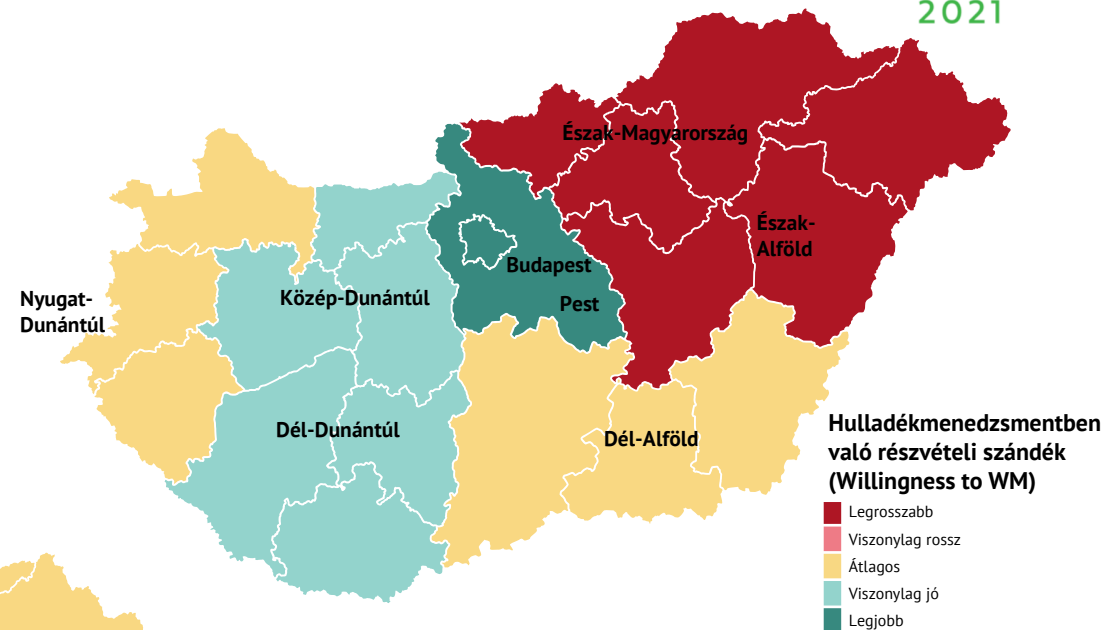 2021
Észak-Magyarország
Észak-
Alföld
Budapest
Pest
Nyugat-
Dunántúl
Közép-Dunántúl
Dél-Dunántúl
Dél-Alföld
Hulladékmenedzsmentben
való részvételi szándék
(Willingness to WM)
Legrosszabb
Viszonylag rossz
Átlagos
Viszonylag jó
Legjobb